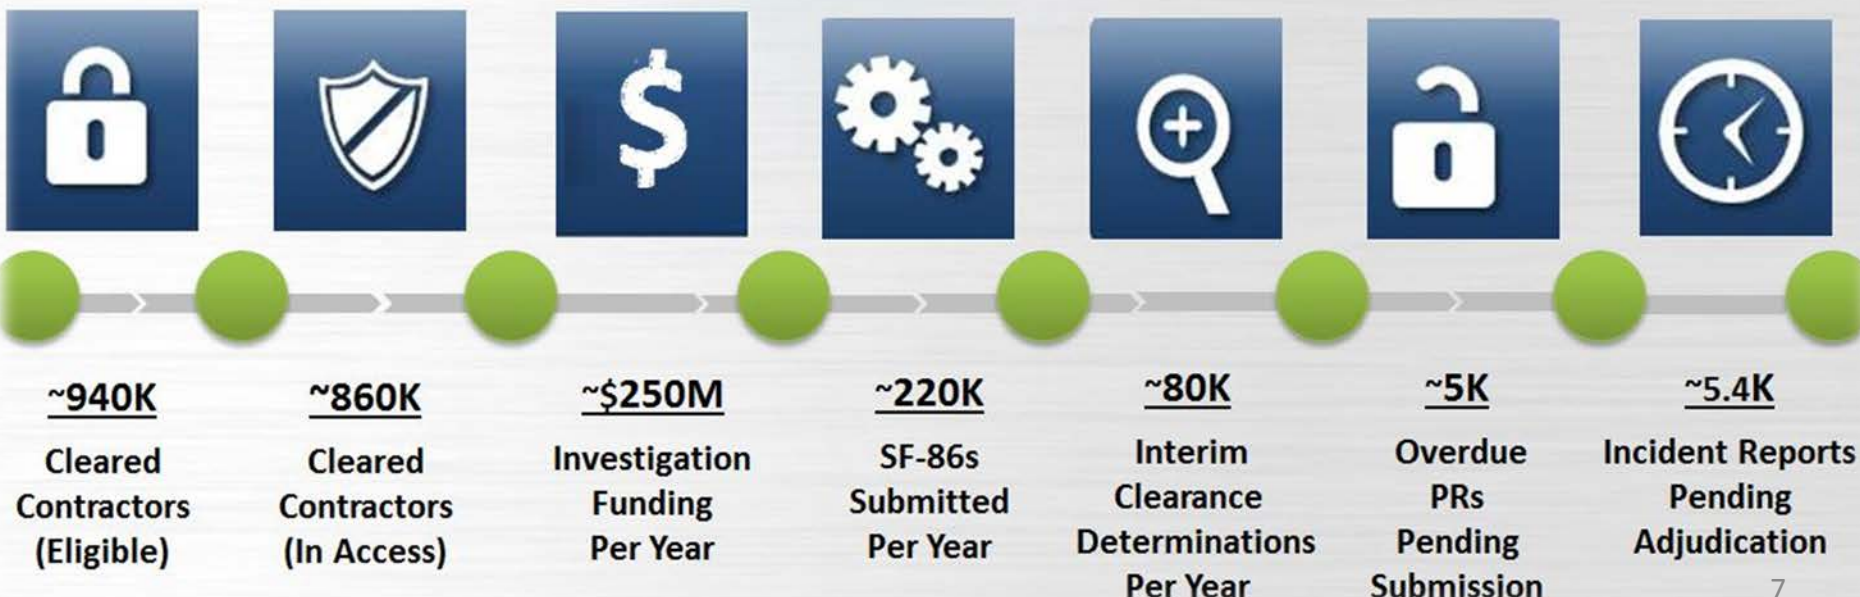 ~940K
Cleared
Contractors
(Eligible)
~860K
Cleared
Contractors
(In Access)
~$250M
Investigation
Funding
Per Year
~220K
SF-86s
Submitted
Per Year
~80K
Interim
Clearance
Determinations
Per Year
~5K
Overdue
PRs
Pending
Submission
~5.4K
Incident Reports
Pending
Adjudication
7